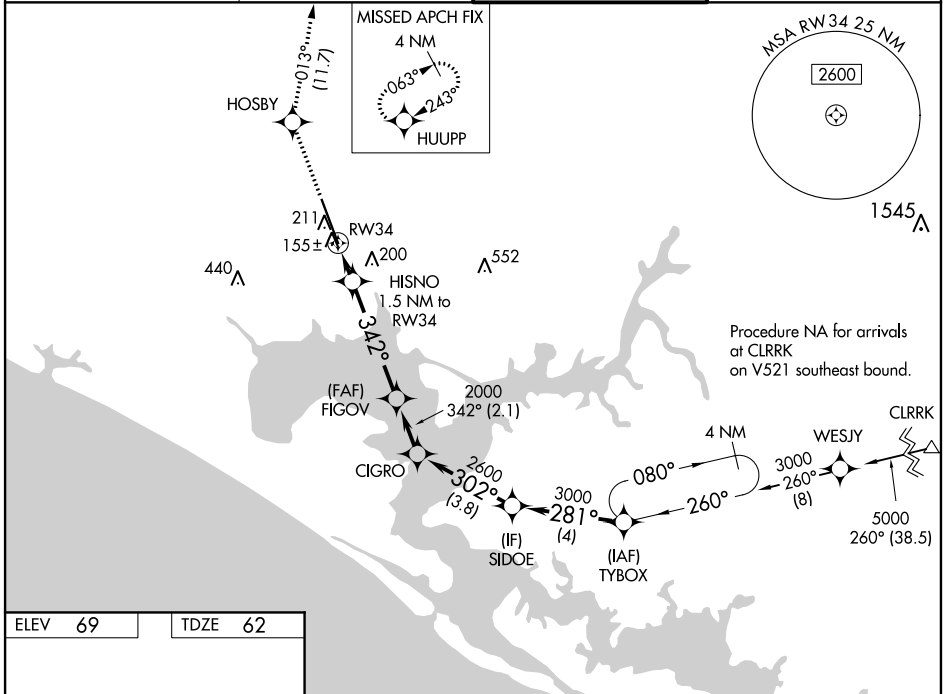 MISSED APCH FIX
4 NM
063°
243°
HUUPP
013°
(11.7)
HOSBY
MSA RW34 25 NM
2600
1545
211
155±
RW34
200
552
440
HISNO
1.5 NM to
RW34
342°
Procedure NA for arrivals
at CLRRK
on V521 southeast bound.
(FAF)
FIGOV
2000
342° (2.1)
CIGRO
2600
302°
(3.8)
(IF)
SIDOE
3000
281°
(4)
(IAF)
TYBOX
080°
4 NM
260°
WESJY
3000
260°
(8)
CLRRK
5000
260° (38.5)
ELEV 69
TDZE 62